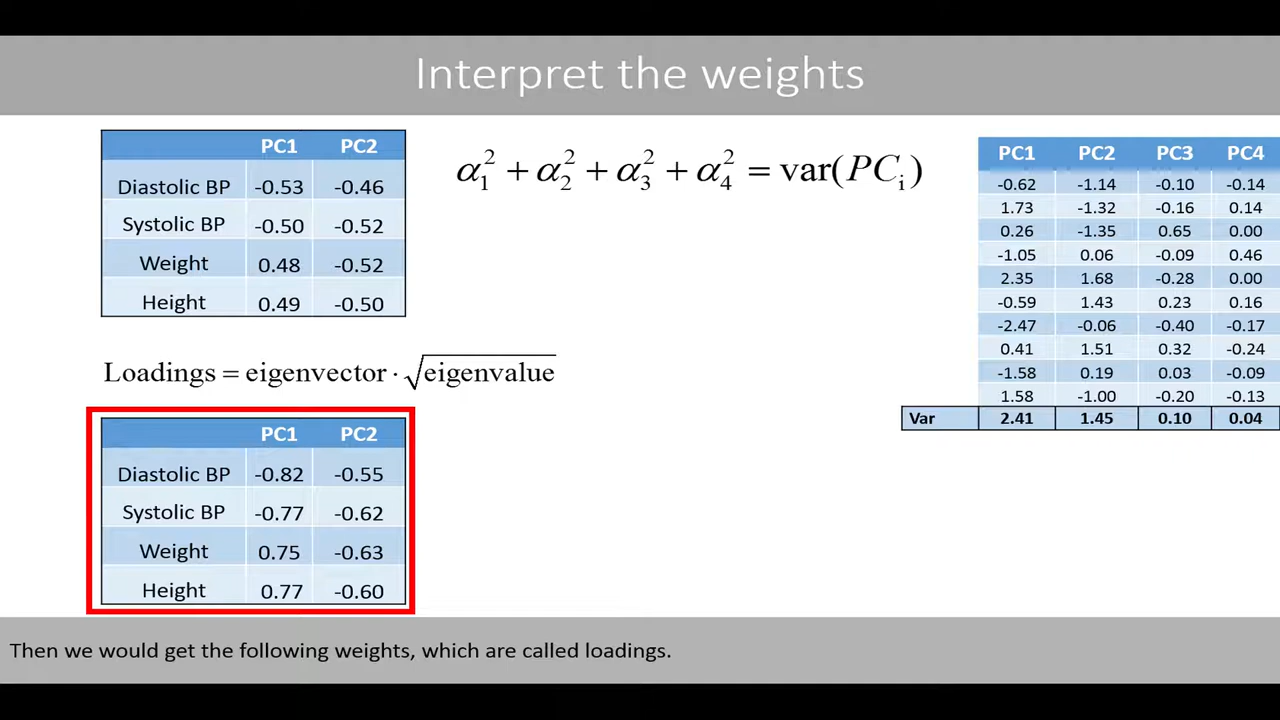 Interpret the weights
PC1 PC2
Diastolic BP -0.53 -0.46
Systolic BP -0.50 -0.52
Weight 0.48 -0.52
Height 0.49 -0.50
α₁² + α₂² + α₃² + α₄² = var(PCᵢ)
Loadings = eigenvector · √eigenvalue
PC1 PC2
Diastolic BP -0.82 -0.55
Systolic BP -0.77 -0.62
Weight 0.75 -0.63
Height 0.77 -0.60
PC1 PC2 PC3 PC4
-0.62 -1.14 -0.10 -0.14
1.73 -1.32 -0.16 0.14
0.26 -1.35 0.65 0.00
-1.05 0.06 -0.09 0.46
2.35 1.68 -0.28 0.00
-0.59 1.43 0.23 0.16
-2.47 -0.06 -0.40 -0.17
0.41 1.51 0.32 -0.24
-1.58 0.19 0.03 -0.09
1.58 -1.00 -0.20 -0.13
Var 2.41 1.45 0.10 0.04
Then we would get the following weights, which are called loadings.